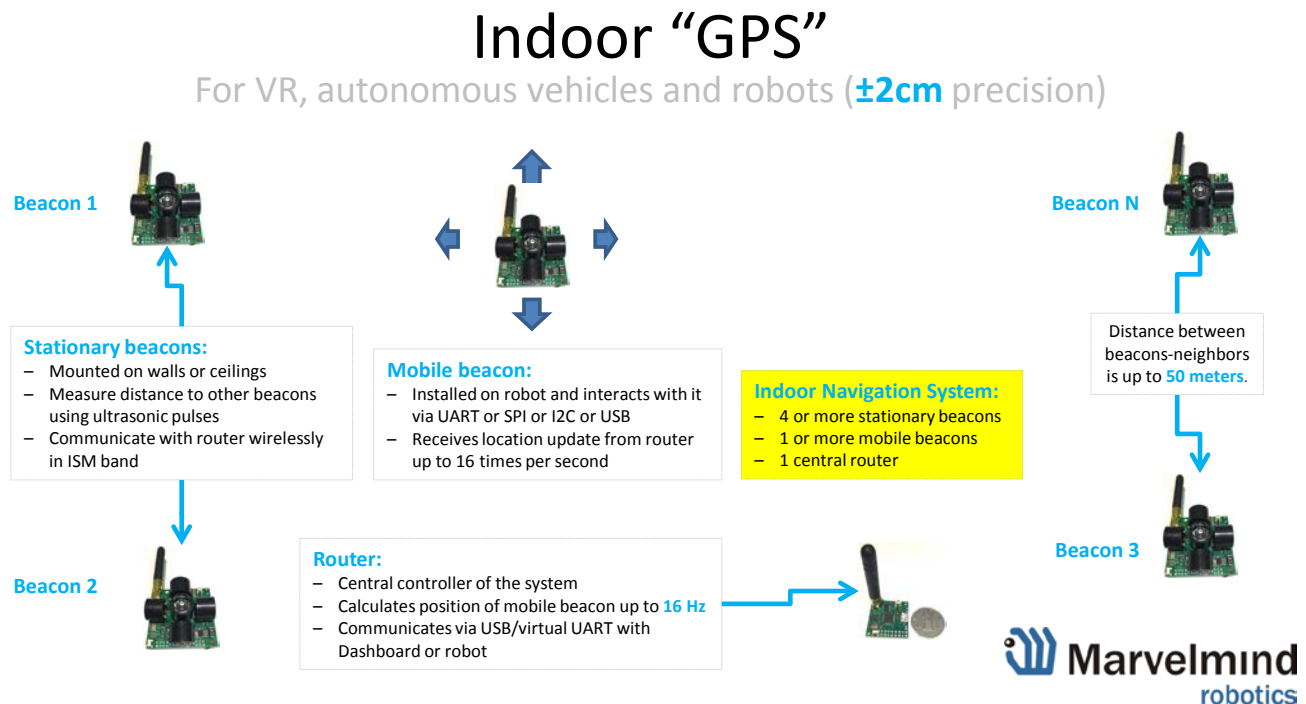 Indoor “GPS”
For VR, autonomous vehicles and robots (±2cm precision)
Beacon 1
Beacon N
Stationary beacons:
– Mounted on walls or ceilings
– Measure distance to other beacons
using ultrasonic pulses
– Communicate with router wirelessly
in ISM band
Mobile beacon:
– Installed on robot and interacts with it
via UART or SPI or I2C or USB
– Receives location update from router
up to 16 times per second
Indoor Navigation System:
– 4 or more stationary beacons
– 1 or more mobile beacons
– 1 central router
Distance between
beacons-neighbors
is up to 50 meters.
Beacon 2
Router:
– Central controller of the system
– Calculates position of mobile beacon up to 16 Hz
– Communicates via USB/virtual UART with
Dashboard or robot
Beacon 3
Marvelmind
robotics